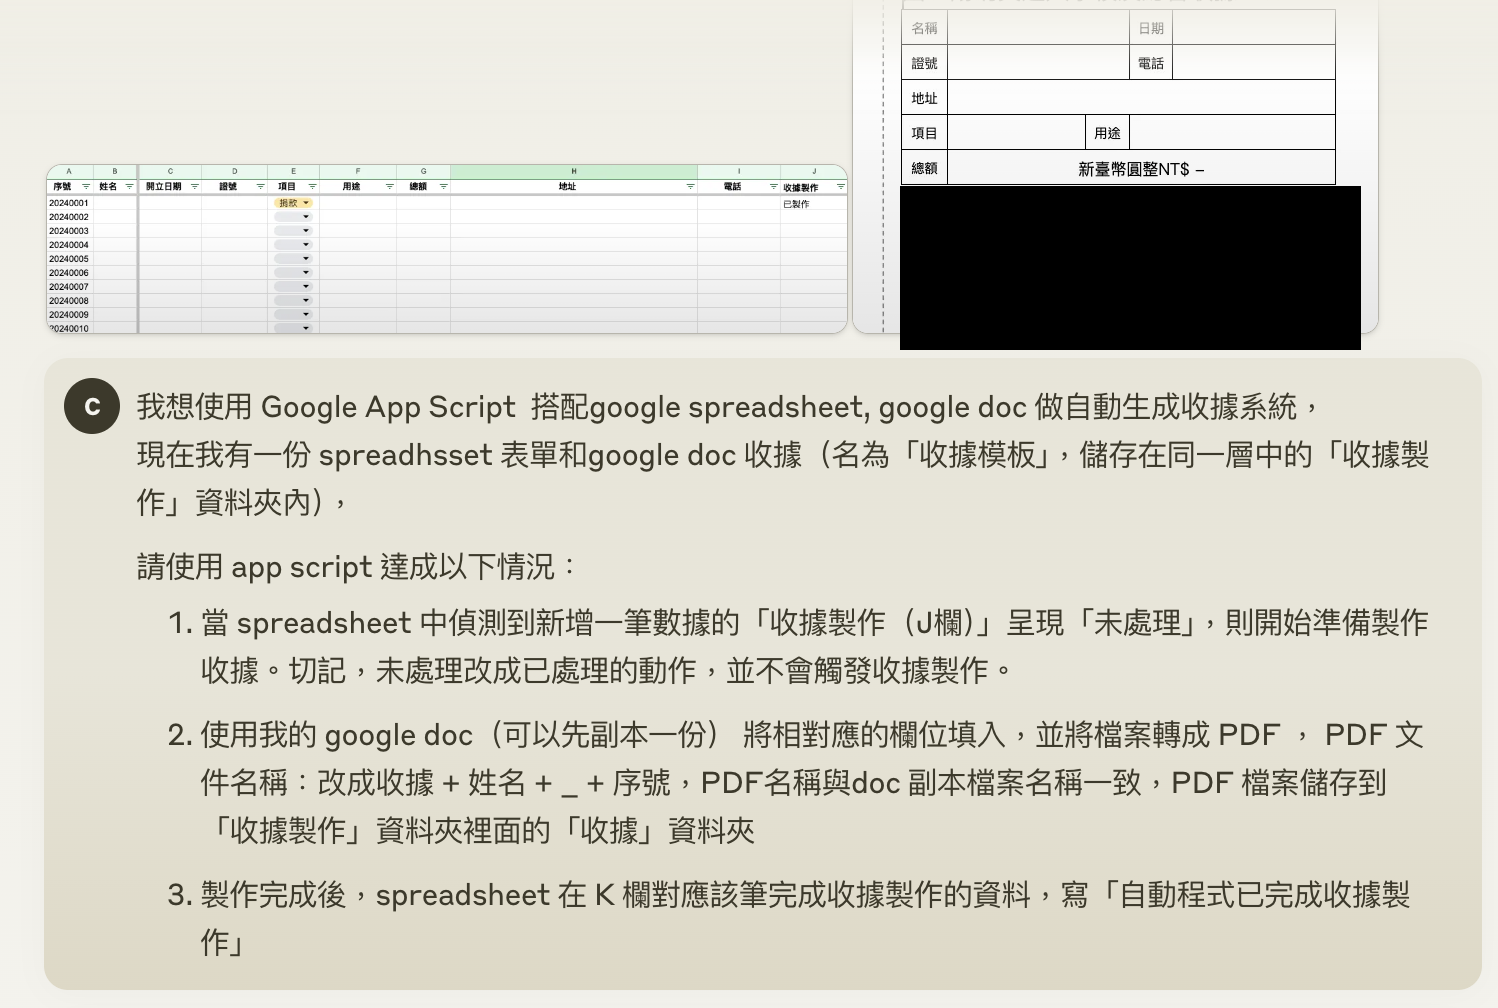 名稱 日期
證號 電話
地址
項目 用途
總額 新臺幣圓整NT$ –
A B C D E F G H I J
序號 姓名 開立日期 證號 項目 用途 總額 地址 電話 收據製作
20240001 捐款 已製作
20240002
20240003
20240004
20240005
20240006
20240007
20240008
20240009
20240010
C
我想使用 Google App Script 搭配google spreadsheet, google doc 做自動生成收據系統，
現在我有一份 spreadhsset 表單和google doc 收據（名為「收據模板」，儲存在同一層中的「收據製
作」資料夾內），
請使用 app script 達成以下情況：
1. 當 spreadsheet 中偵測到新增一筆數據的「收據製作（J欄）」呈現「未處理」，則開始準備製作
收據。切記，未處理改成已處理的動作，並不會觸發收據製作。
2. 使用我的 google doc（可以先副本一份） 將相對應的欄位填入，並將檔案轉成 PDF ， PDF 文
件名稱：改成收據 + 姓名 + _ + 序號，PDF名稱與doc 副本檔案名稱一致，PDF 檔案儲存到
「收據製作」資料夾裡面的「收據」資料夾
3. 製作完成後，spreadsheet 在 K 欄對應該筆完成收據製作的資料，寫「自動程式已完成收據製
作」